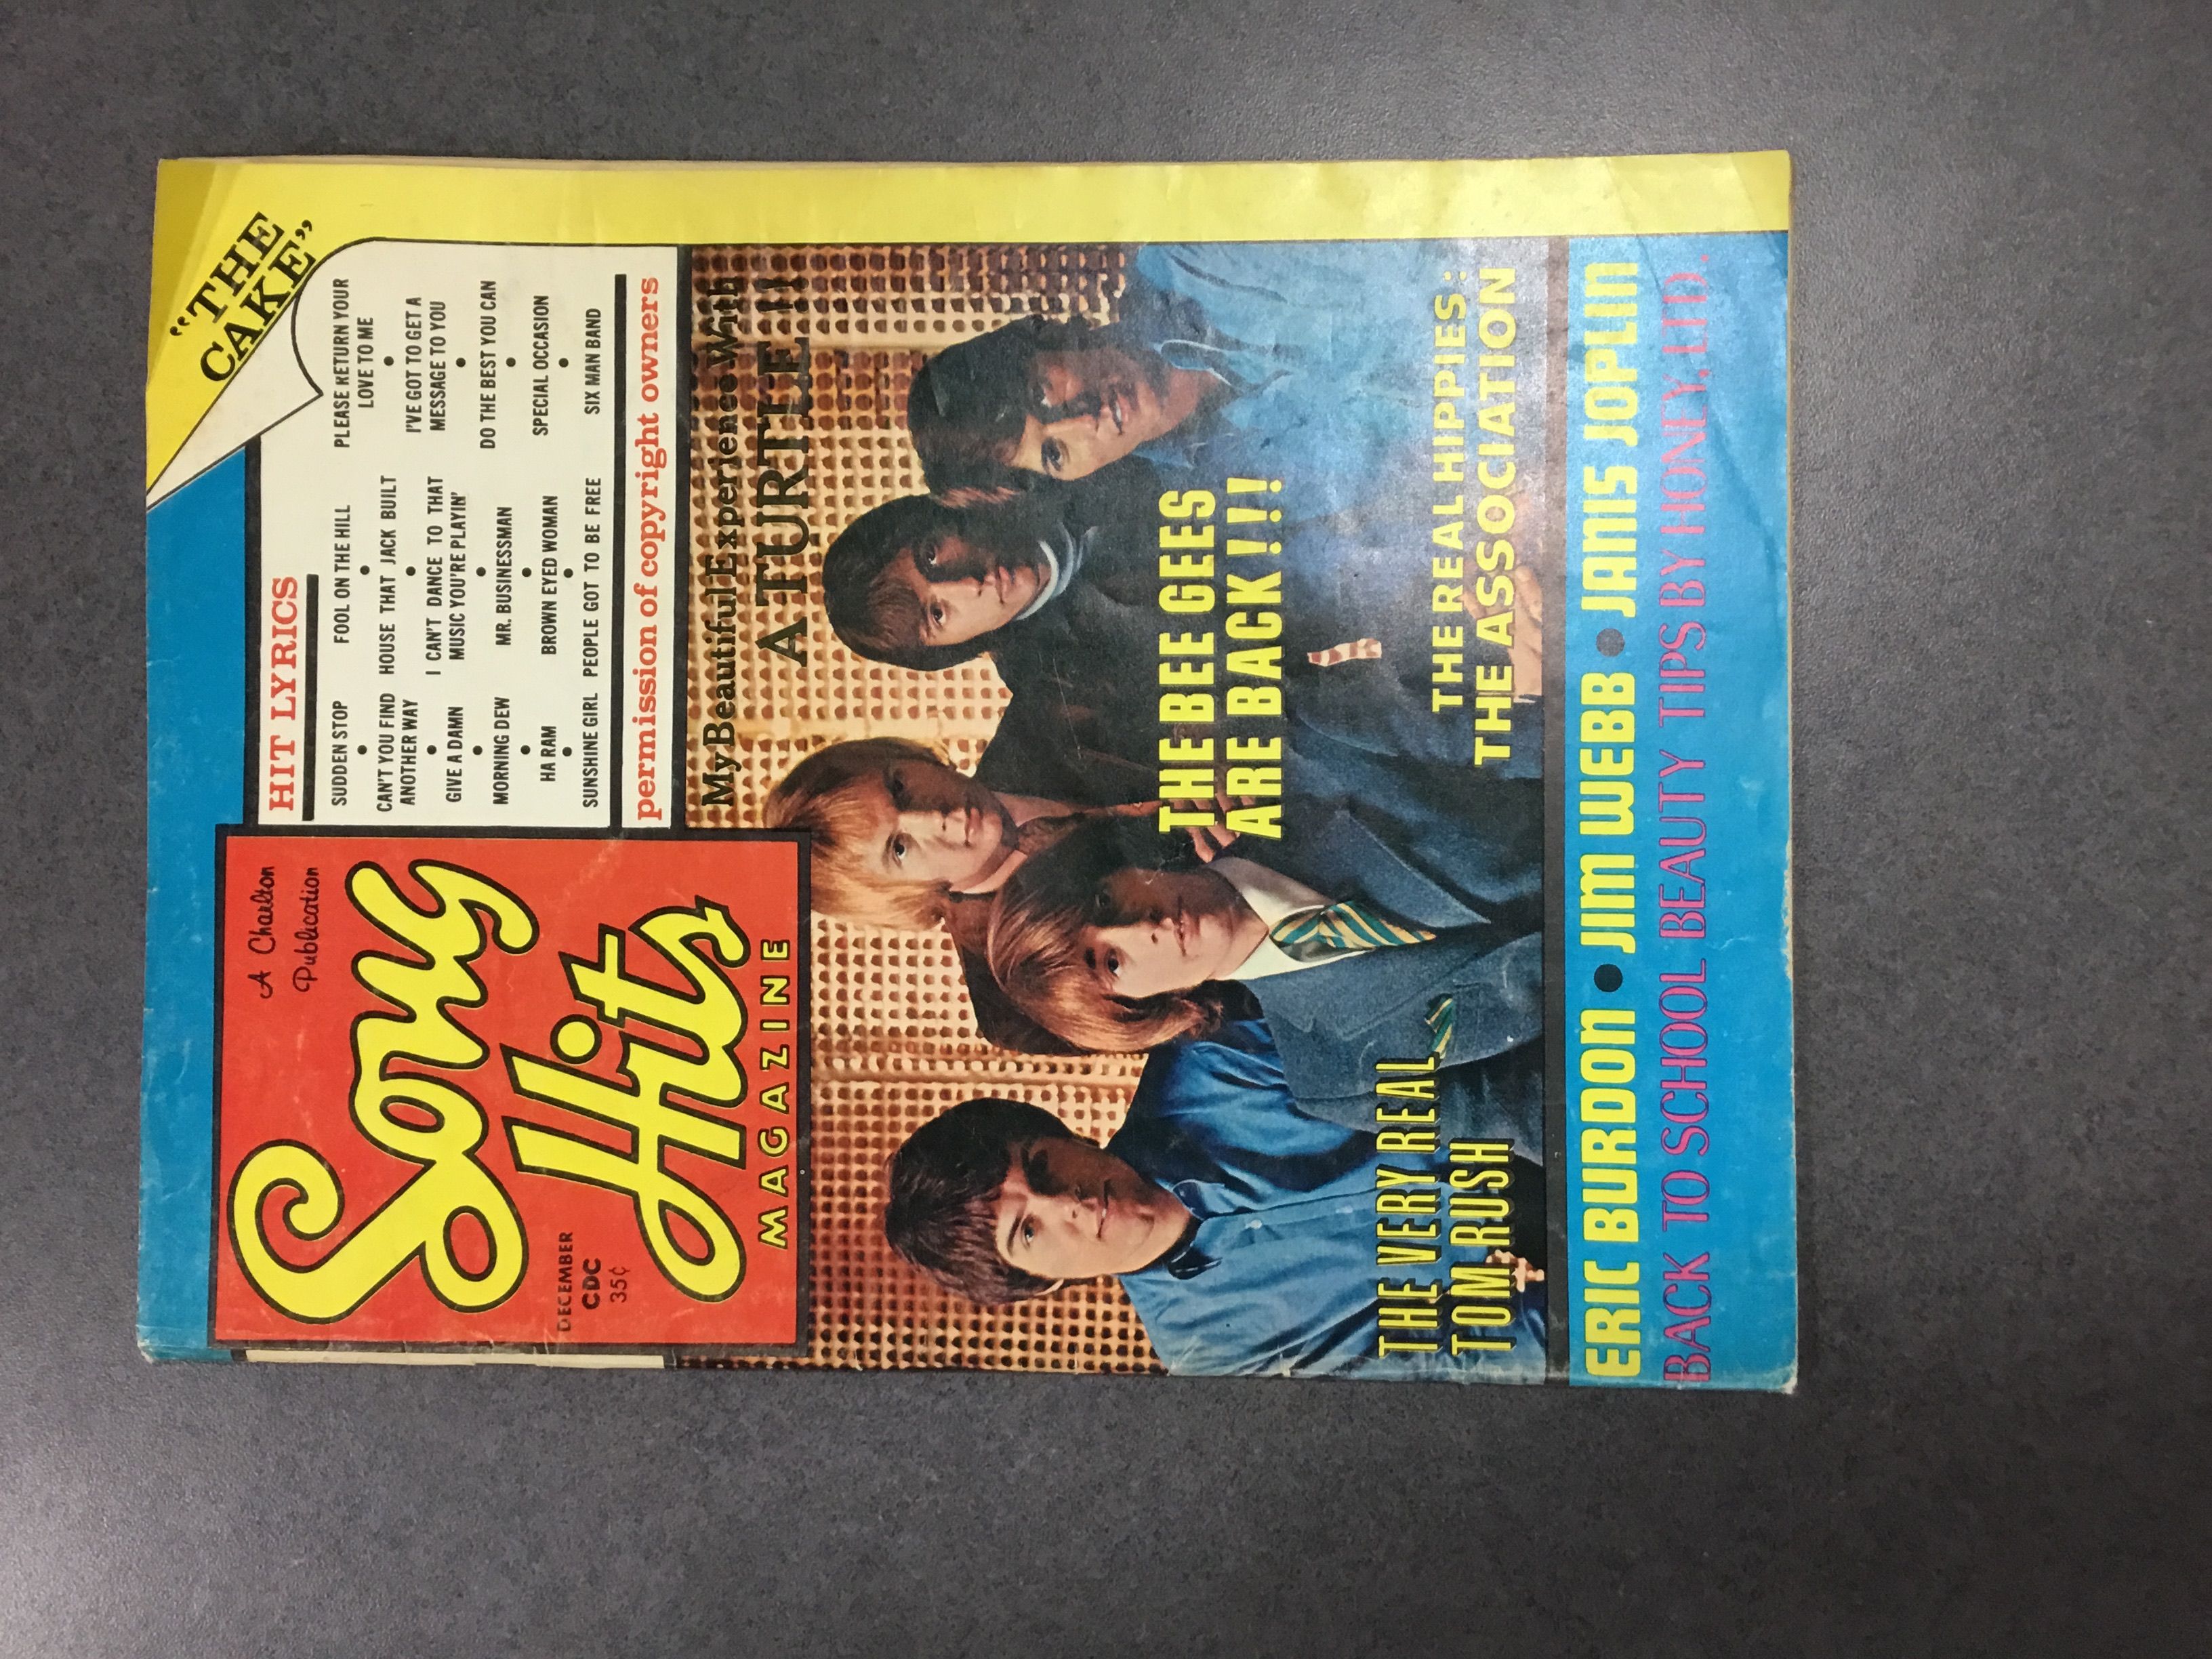 "THE
CAKE"
A Charlton
Publication
Song
Hits
MAGAZINE
DECEMBER
CDC
35¢
HIT LYRICS
SUDDEN STOP
CAN'T YOU FIND
ANOTHER WAY
GIVE A DAMN
MORNING DEW
HA RAM
SUNSHINE GIRL
FOOL ON THE HILL
HOUSE THAT JACK BUILT
I CAN'T DANCE TO THAT
MUSIC YOU'RE PLAYIN'
MR. BUSINESSMAN
BROWN EYED WOMAN
PEOPLE GOT TO BE FREE
PLEASE RETURN YOUR
LOVE TO ME
I'VE GOT TO GET A
MESSAGE TO YOU
DO THE BEST YOU CAN
SPECIAL OCCASION
SIX MAN BAND
permission of copyright owners
My Beautiful Experience With
A TURTLE!!
THE BEE GEES
ARE BACK!!!
THE VERY REAL
TOM RUSH
THE REAL HIPPIES:
THE ASSOCIATION
ERIC BURDON • JIM WEBB • JANIS JOPLIN
BACK TO SCHOOL BEAUTY TIPS BY HONEY, LTD.